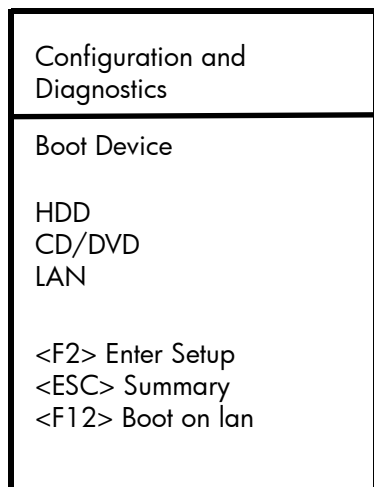 Configuration and
Diagnostics
Boot Device
HDD
CD/DVD
LAN
<F2> Enter Setup
<ESC> Summary
<F12> Boot on lan